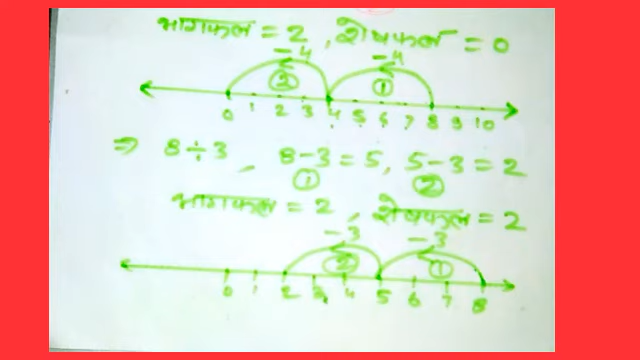 भागफल = 2 , शेषफल = 0
-4 -4
② ①
0 1 2 3 4 5 6 7 8 9 10
⇒ 8÷3 , 8-3=5, 5-3=2
① ②
भागफल = 2 , शेषफल = 2
-3 -3
② ①
0 1 2 3 4 5 6 7 8